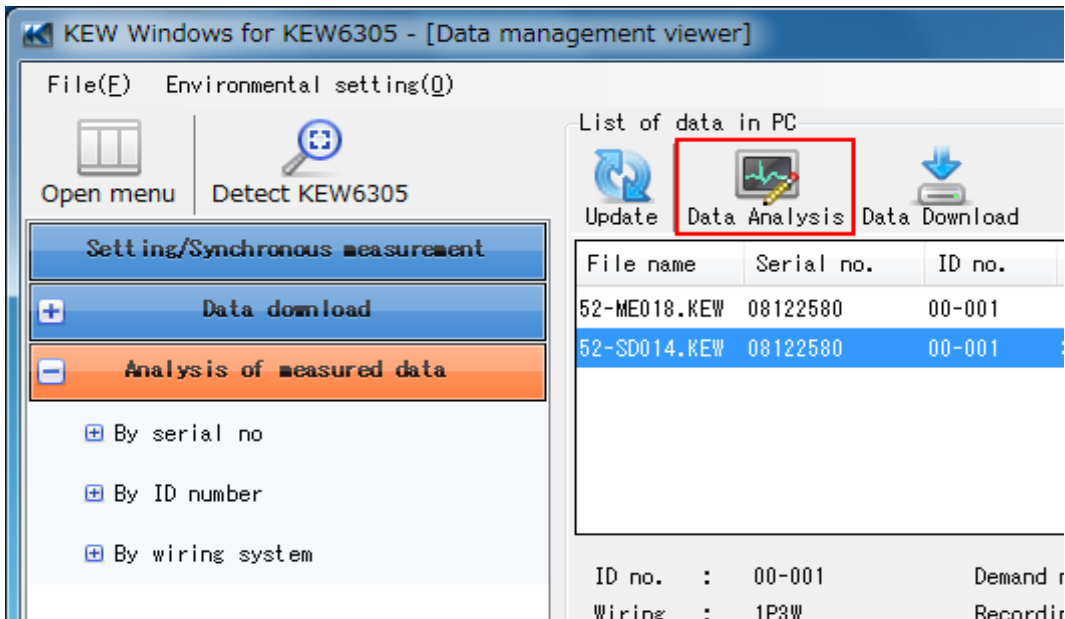 KEW Windows for KEW6305 - [Data management viewer]
File(F) Environmental setting(O)
Open menu
Detect KEW6305
Setting/Synchronous measurement
Data download
Analysis of measured data
By serial no
By ID number
By wiring system
List of data in PC
Update
Data Analysis
Data Download
File name Serial no. ID no.
52-ME018.KEW 08122580 00-001
52-SD014.KEW 08122580 00-001
ID no. : 00-001 Demand
Wiring : 1P3W